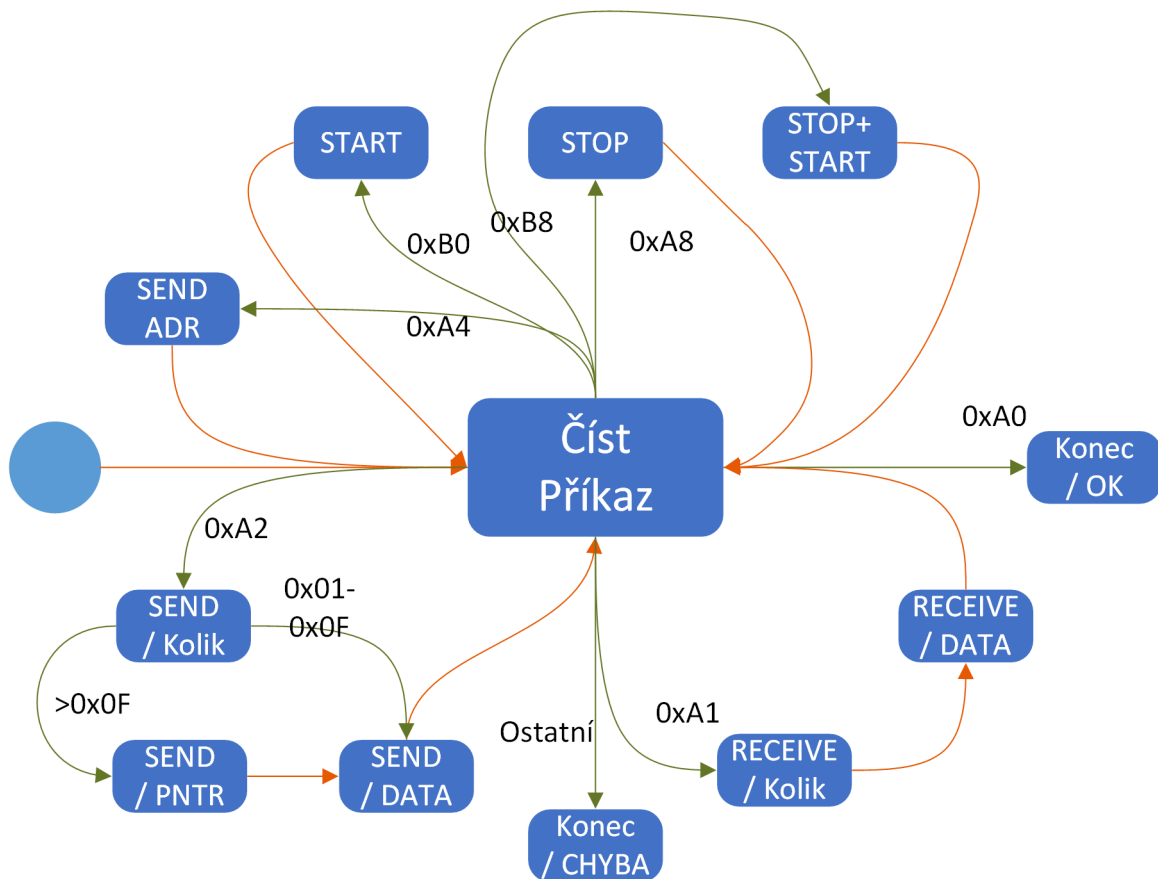 START
STOP
STOP+
START
0xB8
0xB0
0xA8
SEND
ADR
0xA4
Číst
Příkaz
0xA0
Konec
/ OK
0xA2
0x01-
0x0F
SEND
/ Kolik
RECEIVE
/ DATA
>0x0F
0xA1
Ostatní
SEND
/ PNTR
SEND
/ DATA
RECEIVE
/ Kolik
Konec
/ CHYBA